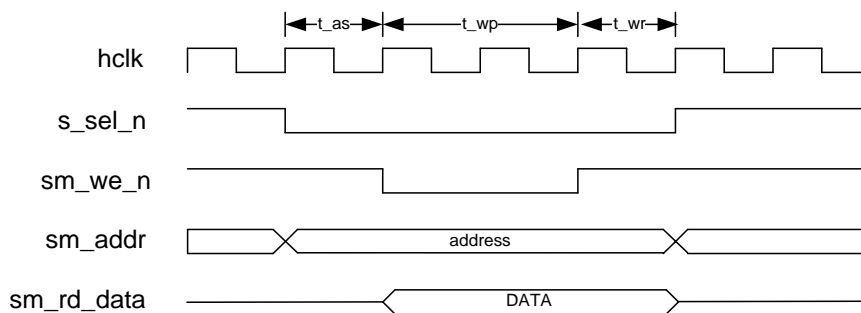 t_as t_wp t_wr
hclk
s_sel_n
sm_we_n
sm_addr address
sm_rd_data DATA